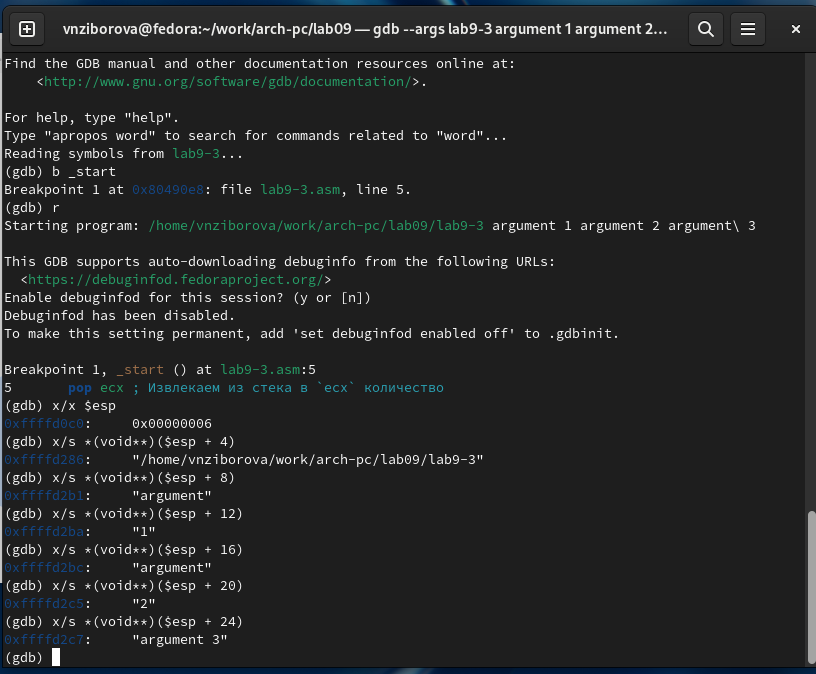 vnziborova@fedora:~/work/arch-pc/lab09 — gdb --args lab9-3 argument 1 argument 2...
Find the GDB manual and other documentation resources online at:
    <http://www.gnu.org/software/gdb/documentation/>.
For help, type "help".
Type "apropos word" to search for commands related to "word"...
Reading symbols from lab9-3...
(gdb) b _start
Breakpoint 1 at 0x80490e8: file lab9-3.asm, line 5.
(gdb) r
Starting program: /home/vnziborova/work/arch-pc/lab09/lab9-3 argument 1 argument 2 argument\ 3
This GDB supports auto-downloading debuginfo from the following URLs:
  <https://debuginfod.fedoraproject.org/>
Enable debuginfod for this session? (y or [n])
Debuginfod has been disabled.
To make this setting permanent, add 'set debuginfod enabled off' to .gdbinit.
Breakpoint 1, _start () at lab9-3.asm:5
5       pop ecx ; Извлекаем из стека в `ecx` количество
(gdb) x/x $esp
0xffffd0c0:     0x00000006
(gdb) x/s *(void**)($esp + 4)
0xffffd286:     "/home/vnziborova/work/arch-pc/lab09/lab9-3"
(gdb) x/s *(void**)($esp + 8)
0xffffd2b1:     "argument"
(gdb) x/s *(void**)($esp + 12)
0xffffd2ba:     "1"
(gdb) x/s *(void**)($esp + 16)
0xffffd2bc:     "argument"
(gdb) x/s *(void**)($esp + 20)
0xffffd2c5:     "2"
(gdb) x/s *(void**)($esp + 24)
0xffffd2c7:     "argument 3"
(gdb)